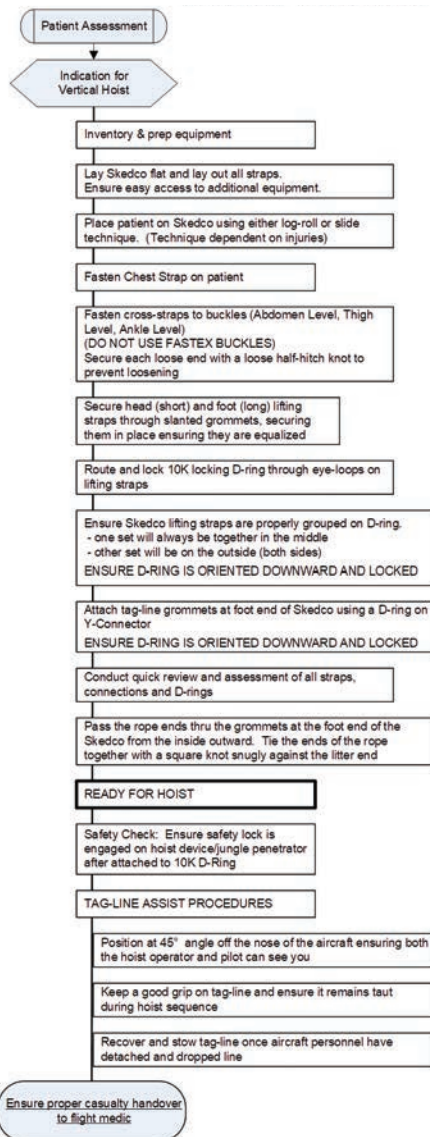 Patient Assessment
Indication for
Vertical Hoist
Inventory & prep equipment
Lay Skedco flat and lay out all straps.
Ensure easy access to additional equipment.
Place patient on Skedco using either log-roll or slide
technique.  (Technique dependent on injuries)
Fasten Chest Strap on patient
Fasten cross-straps to buckles (Abdomen Level, Thigh
Level, Ankle Level)
(DO NOT USE FASTEX BUCKLES)
Secure each loose end with a loose half-hitch knot to
prevent loosening
Secure head (short) and foot (long) lifting
straps through slanted grommets, securing
them in place ensuring they are equalized
Route and lock 10K locking D-ring through eye-loops on
lifting straps
Ensure Skedco lifting straps are properly grouped on D-ring.
- one set will always be together in the middle
- other set will be on the outside (both sides)
ENSURE D-RING IS ORIENTED DOWNWARD AND LOCKED
Attach tag-line grommets at foot end of Skedco using a D-ring on
Y-Connector
ENSURE D-RING IS ORIENTED DOWNWARD AND LOCKED
Conduct quick review and assessment of all straps,
connections and D-rings
Pass the rope ends thru the grommets at the foot end of the
Skedco from the inside outward.  Tie the ends of the rope
together with a square knot snugly against the litter end
READY FOR HOIST
Safety Check:  Ensure safety lock is
engaged on hoist device/jungle penetrator
after attached to 10K D-Ring
TAG-LINE ASSIST PROCEDURES
Position at 45° angle off the nose of the aircraft ensuring both
the hoist operator and pilot can see you
Keep a good grip on tag-line and ensure it remains taut
during hoist sequence
Recover and stow tag-line once aircraft personnel have
detached and dropped line
Ensure proper casualty handover
to flight medic